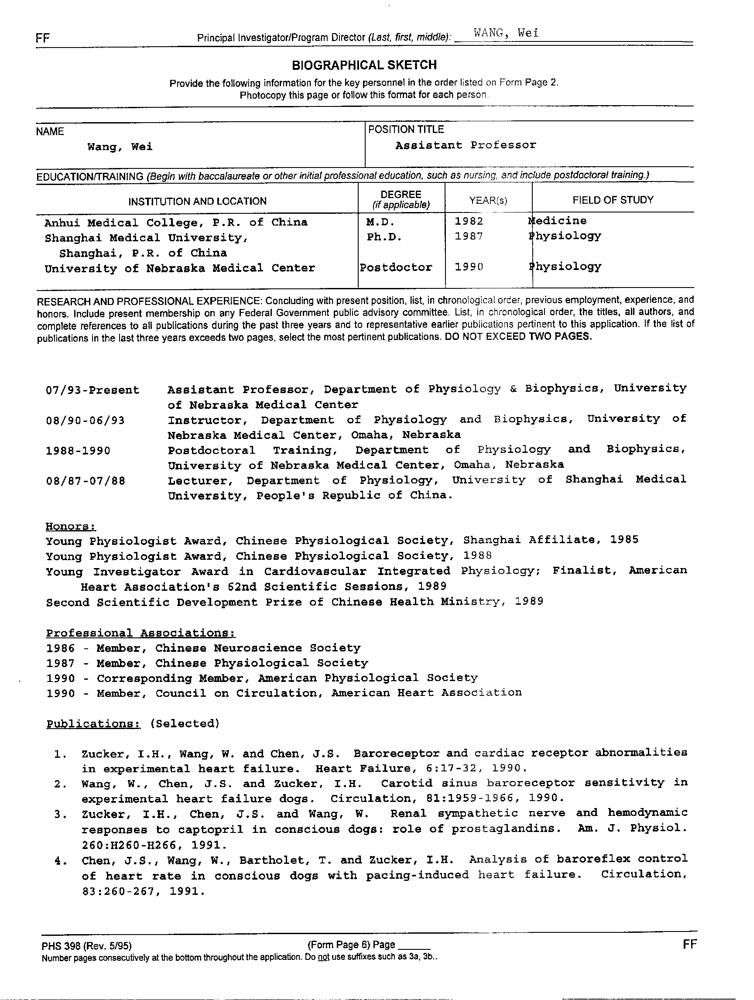 FF Principal Investigator/Program Director (Last, first, middle): WANG, Wei
BIOGRAPHICAL SKETCH
Provide the following information for the key personnel in the order listed on Form Page 2.
Photocopy this page or follow this format for each person.
NAME POSITION TITLE
Wang, Wei Assistant Professor
EDUCATION/TRAINING (Begin with baccalaureate or other initial professional education, such as nursing, and include postdoctoral training.)
INSTITUTION AND LOCATION DEGREE (if applicable) YEAR(s) FIELD OF STUDY
Anhui Medical College, P.R. of China M.D. 1982 Medicine
Shanghai Medical University, Ph.D. 1987 Physiology
Shanghai, P.R. of China
University of Nebraska Medical Center Postdoctor 1990 Physiology
RESEARCH AND PROFESSIONAL EXPERIENCE: Concluding with present position, list, in chronological order, previous employment, experience, and
honors. Include present membership on any Federal Government public advisory committee. List, in chronological order, the titles, all authors, and
complete references to all publications during the past three years and to representative earlier publications pertinent to this application. If the list of
publications in the last three years exceeds two pages, select the most pertinent publications. DO NOT EXCEED TWO PAGES.
07/93-Present Assistant Professor, Department of Physiology & Biophysics, University
of Nebraska Medical Center
08/90-06/93 Instructor, Department of Physiology and Biophysics, University of
Nebraska Medical Center, Omaha, Nebraska
1988-1990 Postdoctoral Training, Department of Physiology and Biophysics,
University of Nebraska Medical Center, Omaha, Nebraska
08/87-07/88 Lecturer, Department of Physiology, University of Shanghai Medical
University, People's Republic of China.
Honors:
Young Physiologist Award, Chinese Physiological Society, Shanghai Affiliate, 1985
Young Physiologist Award, Chinese Physiological Society, 1988
Young Investigator Award in Cardiovascular Integrated Physiology; Finalist, American
Heart Association's 62nd Scientific Sessions, 1989
Second Scientific Development Prize of Chinese Health Ministry, 1989
Professional Associations:
1986 - Member, Chinese Neuroscience Society
1987 - Member, Chinese Physiological Society
1990 - Corresponding Member, American Physiological Society
1990 - Member, Council on Circulation, American Heart Association
Publications: (Selected)
1. Zucker, I.H., Wang, W. and Chen, J.S. Baroreceptor and cardiac receptor abnormalities
in experimental heart failure. Heart Failure, 6:17-32, 1990.
2. Wang, W., Chen, J.S. and Zucker, I.H. Carotid sinus baroreceptor sensitivity in
experimental heart failure dogs. Circulation, 81:1959-1966, 1990.
3. Zucker, I.H., Chen, J.S. and Wang, W. Renal sympathetic nerve and hemodynamic
responses to captopril in conscious dogs: role of prostaglandins. Am. J. Physiol.
260:H260-H266, 1991.
4. Chen, J.S., Wang, W., Bartholet, T. and Zucker, I.H. Analysis of baroreflex control
of heart rate in conscious dogs with pacing-induced heart failure. Circulation,
83:260-267, 1991.
PHS 398 (Rev. 5/95) (Form Page 6) Page ______ FF
Number pages consecutively at the bottom throughout the application. Do not use suffixes such as 3a, 3b..